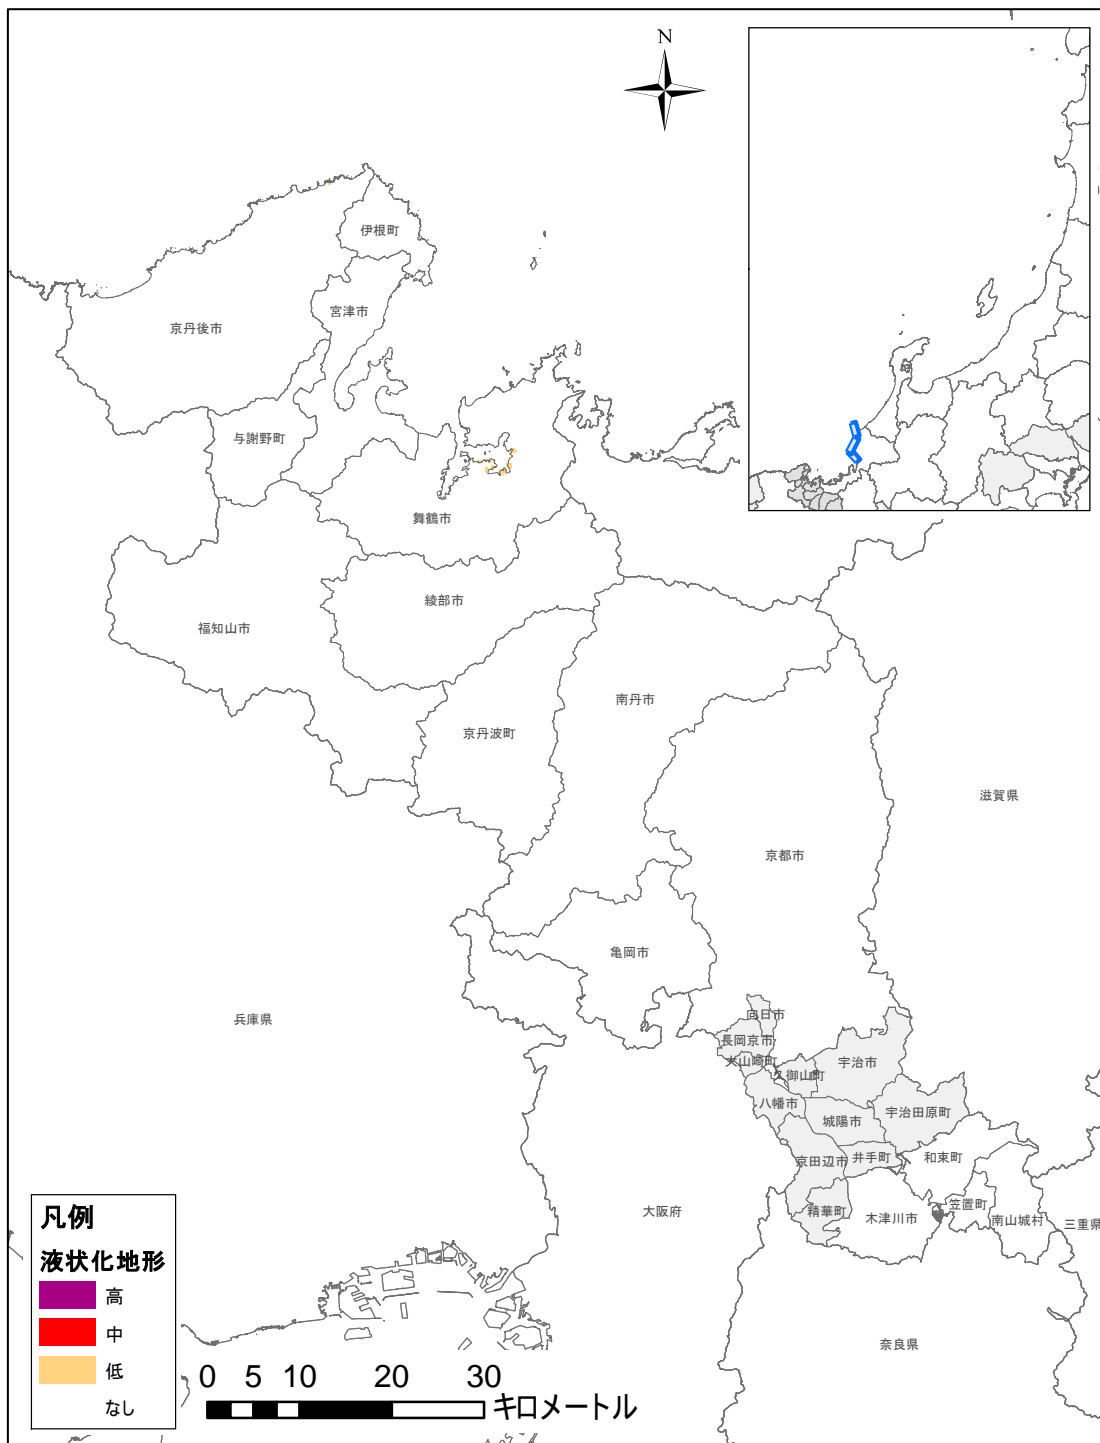 N
伊根町
宮津市
京丹後市
与謝野町
舞鶴市
綾部市
福知山市
南丹市
京丹波町
滋賀県
京都市
亀岡市
兵庫県
向日市
長岡京市
大山崎町
久御山町
宇治市
八幡市
宇治田原町
城陽市
京田辺市
井手町
和束町
精華町
木津川市
笠置町
南山城村
三重県
大阪府
奈良県
凡例
液状化地形
高
中
低
なし
0 5 10 20 30
キロメートル